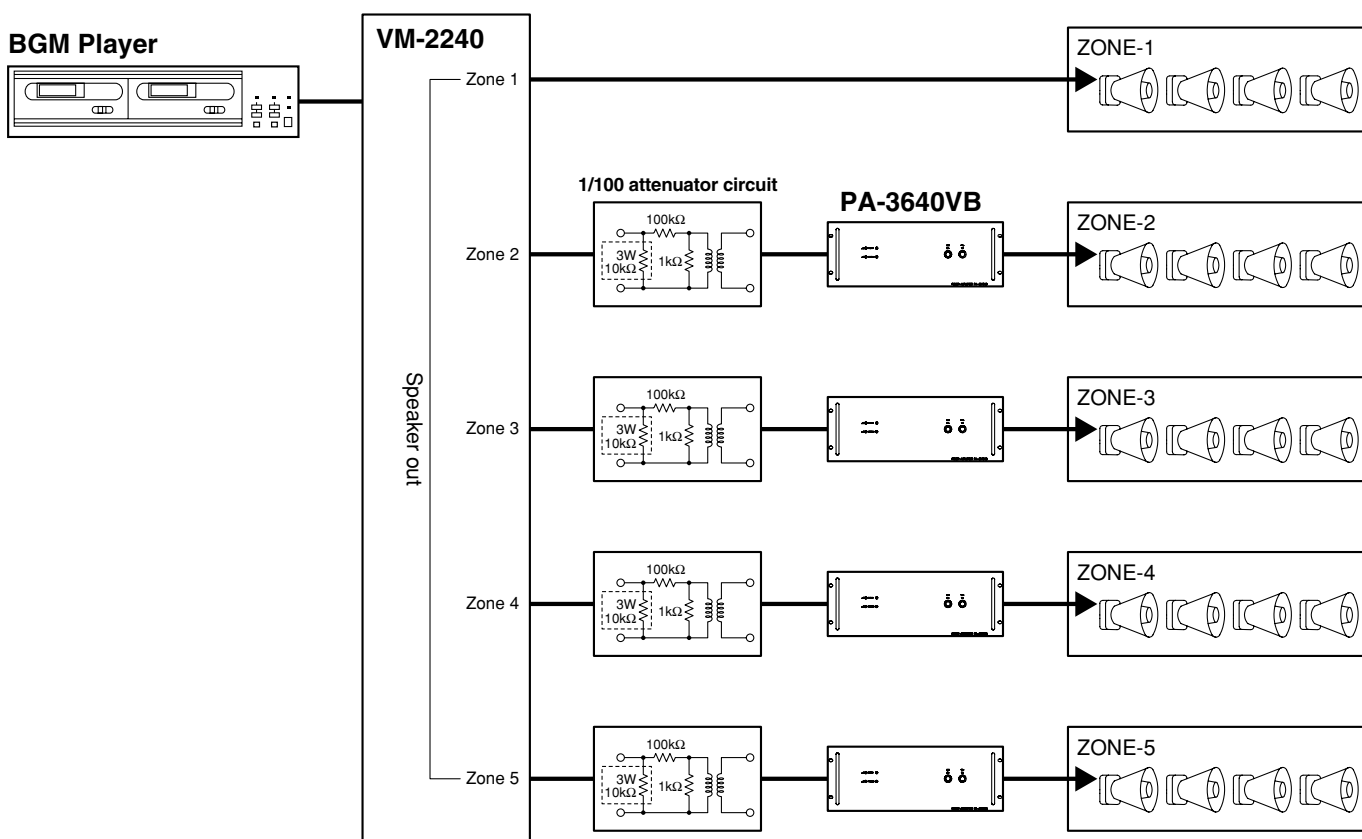 BGM Player
VM-2240
Speaker out
Zone 1
ZONE-1
1/100 attenuator circuit
PA-3640VB
Zone 2
100kΩ
3W
10kΩ
1kΩ
ZONE-2
Zone 3
100kΩ
3W
10kΩ
1kΩ
ZONE-3
Zone 4
100kΩ
3W
10kΩ
1kΩ
ZONE-4
Zone 5
100kΩ
3W
10kΩ
1kΩ
ZONE-5